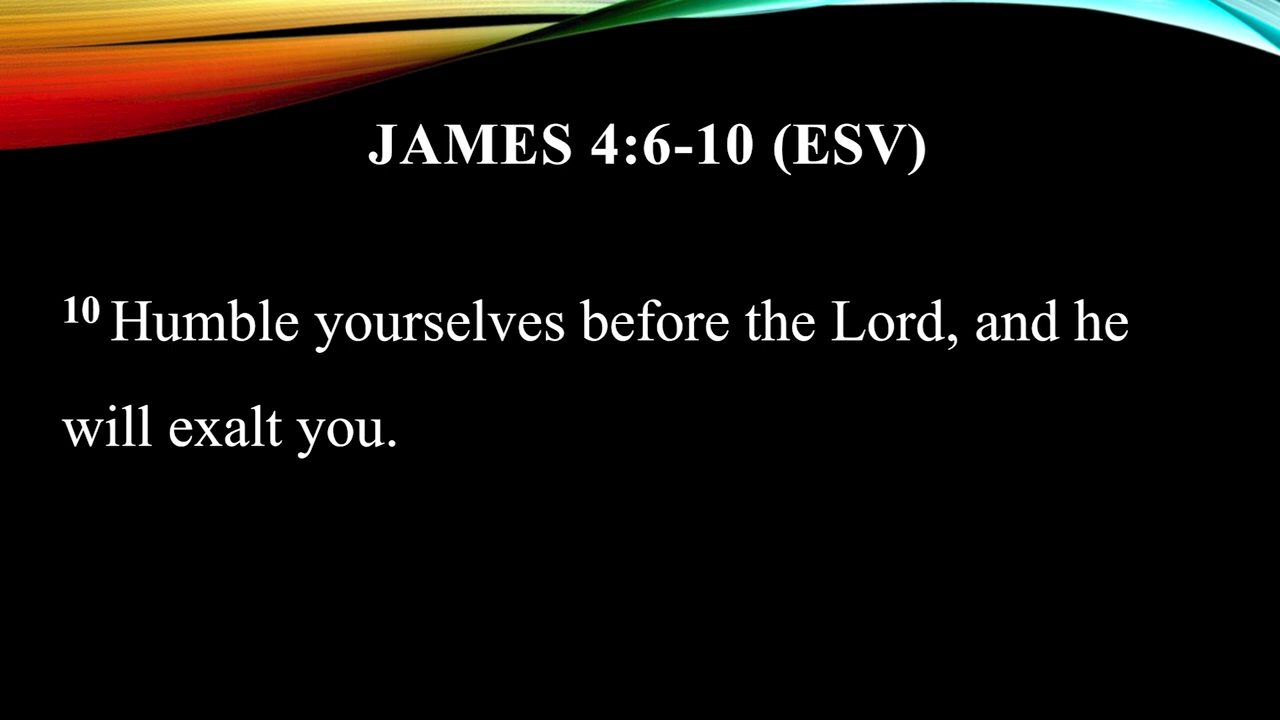 JAMES 4:6-10 (ESV)
10 Humble yourselves before the Lord, and he
will exalt you.